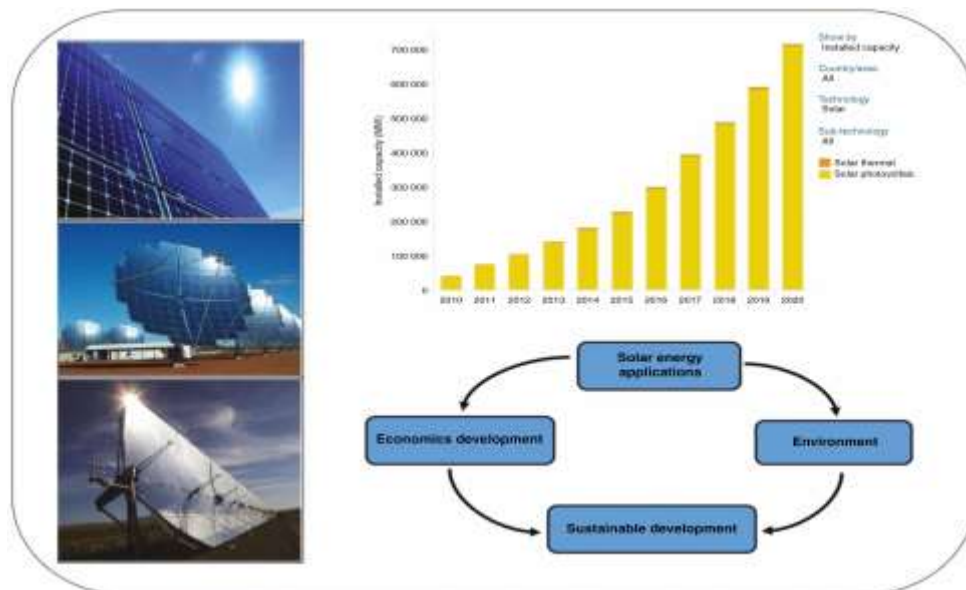 700 000
600 000
500 000
400 000
300 000
200 000
100 000
0
Installed capacity (MW)
2010 2011 2012 2013 2014 2015 2016 2017 2018 2019 2020
Show by
Installed capacity
Country/area
All
Technology
Solar
Sub-technology
All
Solar thermal
Solar photovoltaic
Solar energy
applications
Economics development
Environment
Sustainable development